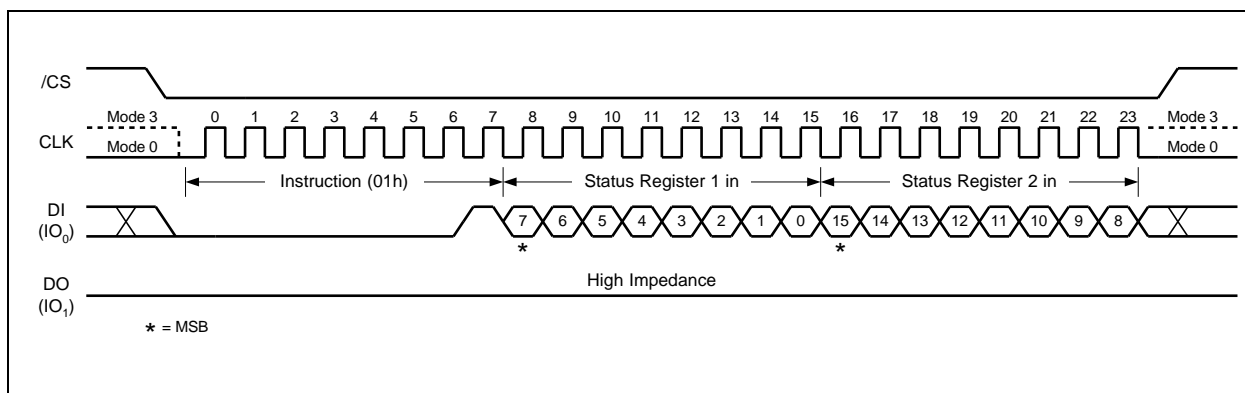 /CS
Mode 3 0 1 2 3 4 5 6 7 8 9 10 11 12 13 14 15 16 17 18 19 20 21 22 23 Mode 3
CLK
Mode 0 Mode 0
Instruction (01h) Status Register 1 in Status Register 2 in
DI
(IO0) 7 6 5 4 3 2 1 0 15 14 13 12 11 10 9 8
* *
DO High Impedance
(IO1)
* = MSB